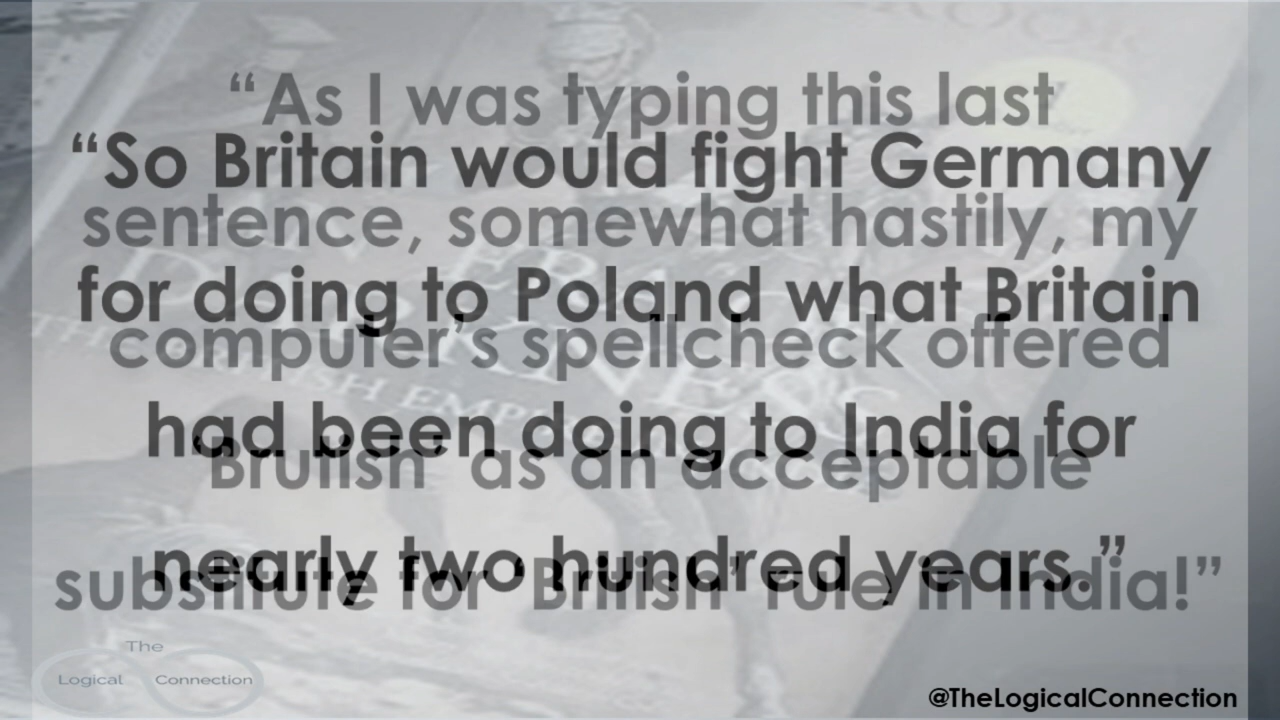 “As I was typing this last
sentence, somewhat hastily, my
computer’s spellcheck offered
‘Brutish’ as an acceptable
substitute for ‘British’ rule in India!”
“So Britain would fight Germany
for doing to Poland what Britain
had been doing to India for
nearly two hundred years.”
The
Logical Connection
@TheLogicalConnection